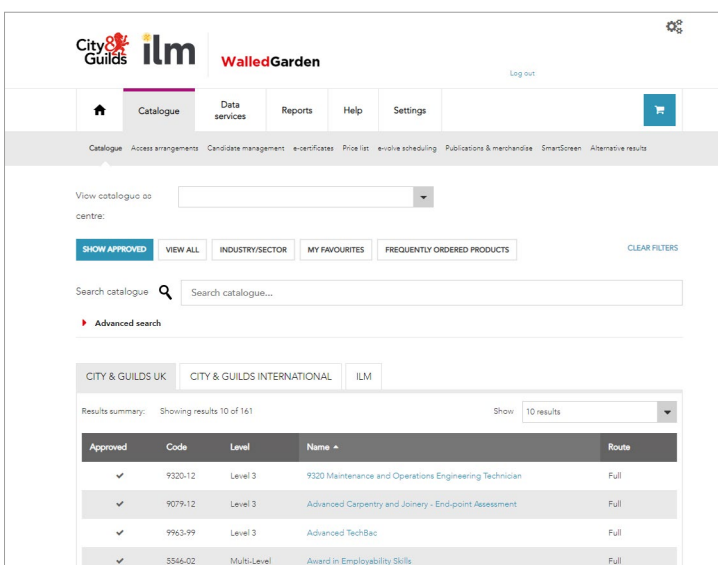 City& Guilds ilm WalledGarden
Log out
Catalogue Data services Reports Help Settings
Catalogue Access arrangements Candidate management e-certificates Price list e-volve scheduling Publications & merchandise SmartScreen Alternative results
View catalogue as centre:
SHOW APPROVED VIEW ALL INDUSTRY/SECTOR MY FAVOURITES FREQUENTLY ORDERED PRODUCTS CLEAR FILTERS
Search catalogue Search catalogue...
Advanced search
CITY & GUILDS UK CITY & GUILDS INTERNATIONAL ILM
Results summary: Showing results 10 of 161 Show 10 results
Approved Code Level Name Route
9320-12 Level 3 9320 Maintenance and Operations Engineering Technician Full
9079-12 Level 3 Advanced Carpentry and Joinery - End-point Assessment Full
9963-99 Level 3 Advanced TechBac Full
5546-02 Multi-Level Award in Employability Skills Full